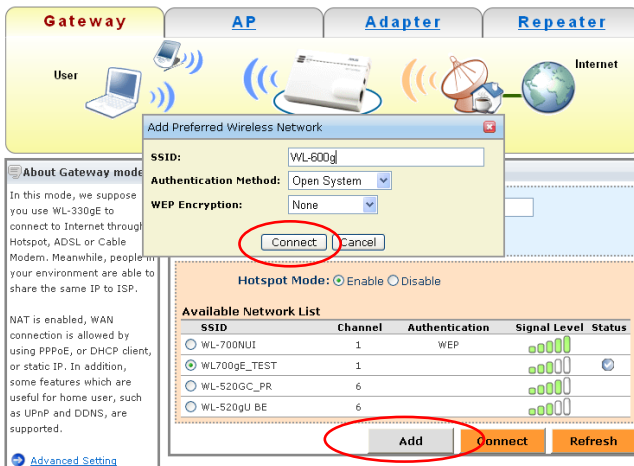 Gateway AP Adapter Repeater
User
Internet
Add Preferred Wireless Network
SSID: WL-600g
Authentication Method: Open System
WEP Encryption: None
Connect Cancel
About Gateway mode
In this mode, we suppose
you use WL-330gE to
connect to Internet through
Hotspot, ADSL or Cable
Modem. Meanwhile, people in
your environment are able to
share the same IP to ISP.
NAT is enabled, WAN
connection is allowed by
using PPPoE, or DHCP client,
or static IP. In addition,
some features which are
useful for home user, such
as UPnP and DDNS, are
supported.
Advanced Setting
Hotspot Mode: Enable Disable
Available Network List
SSID Channel Authentication Signal Level Status
WL-700NUI 1 WEP
WL700gE_TEST 1
WL-520GC_PR 6
WL-520gU BE 6
Add Connect Refresh